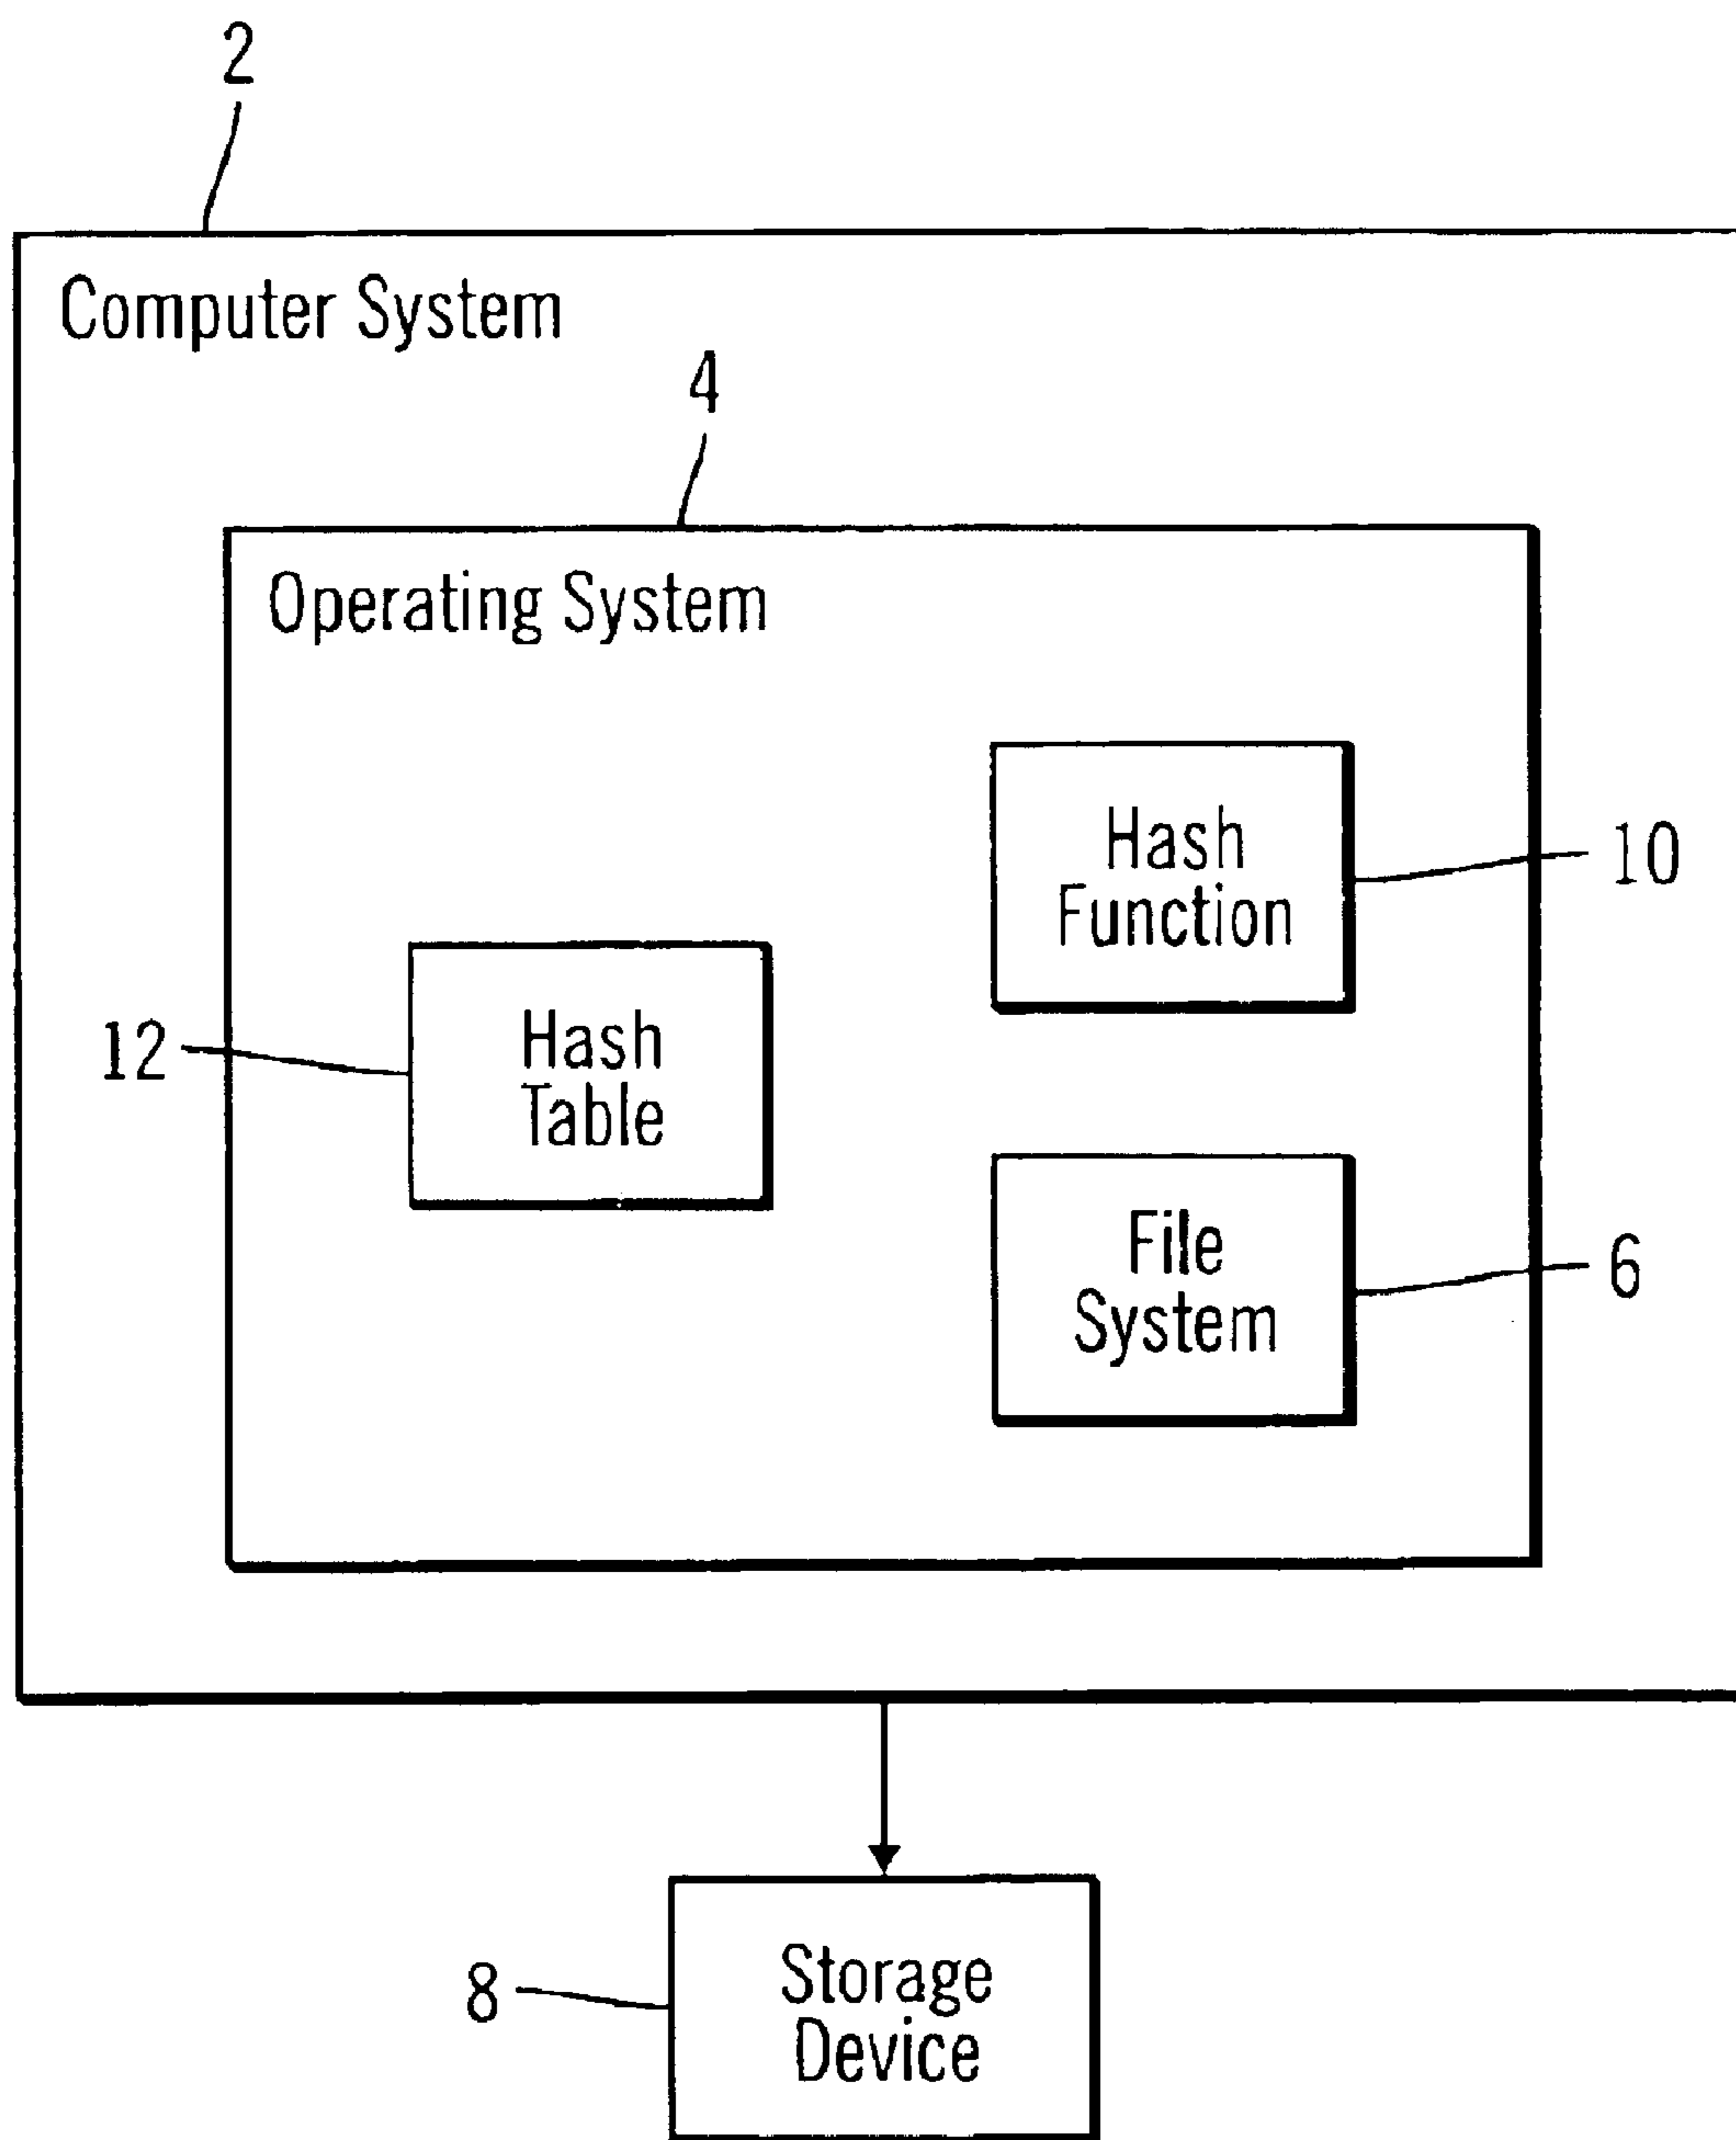 2
Computer System
4
Operating System
Hash
Function
10
12
Hash
Table
File
System
6
8
Storage
Device